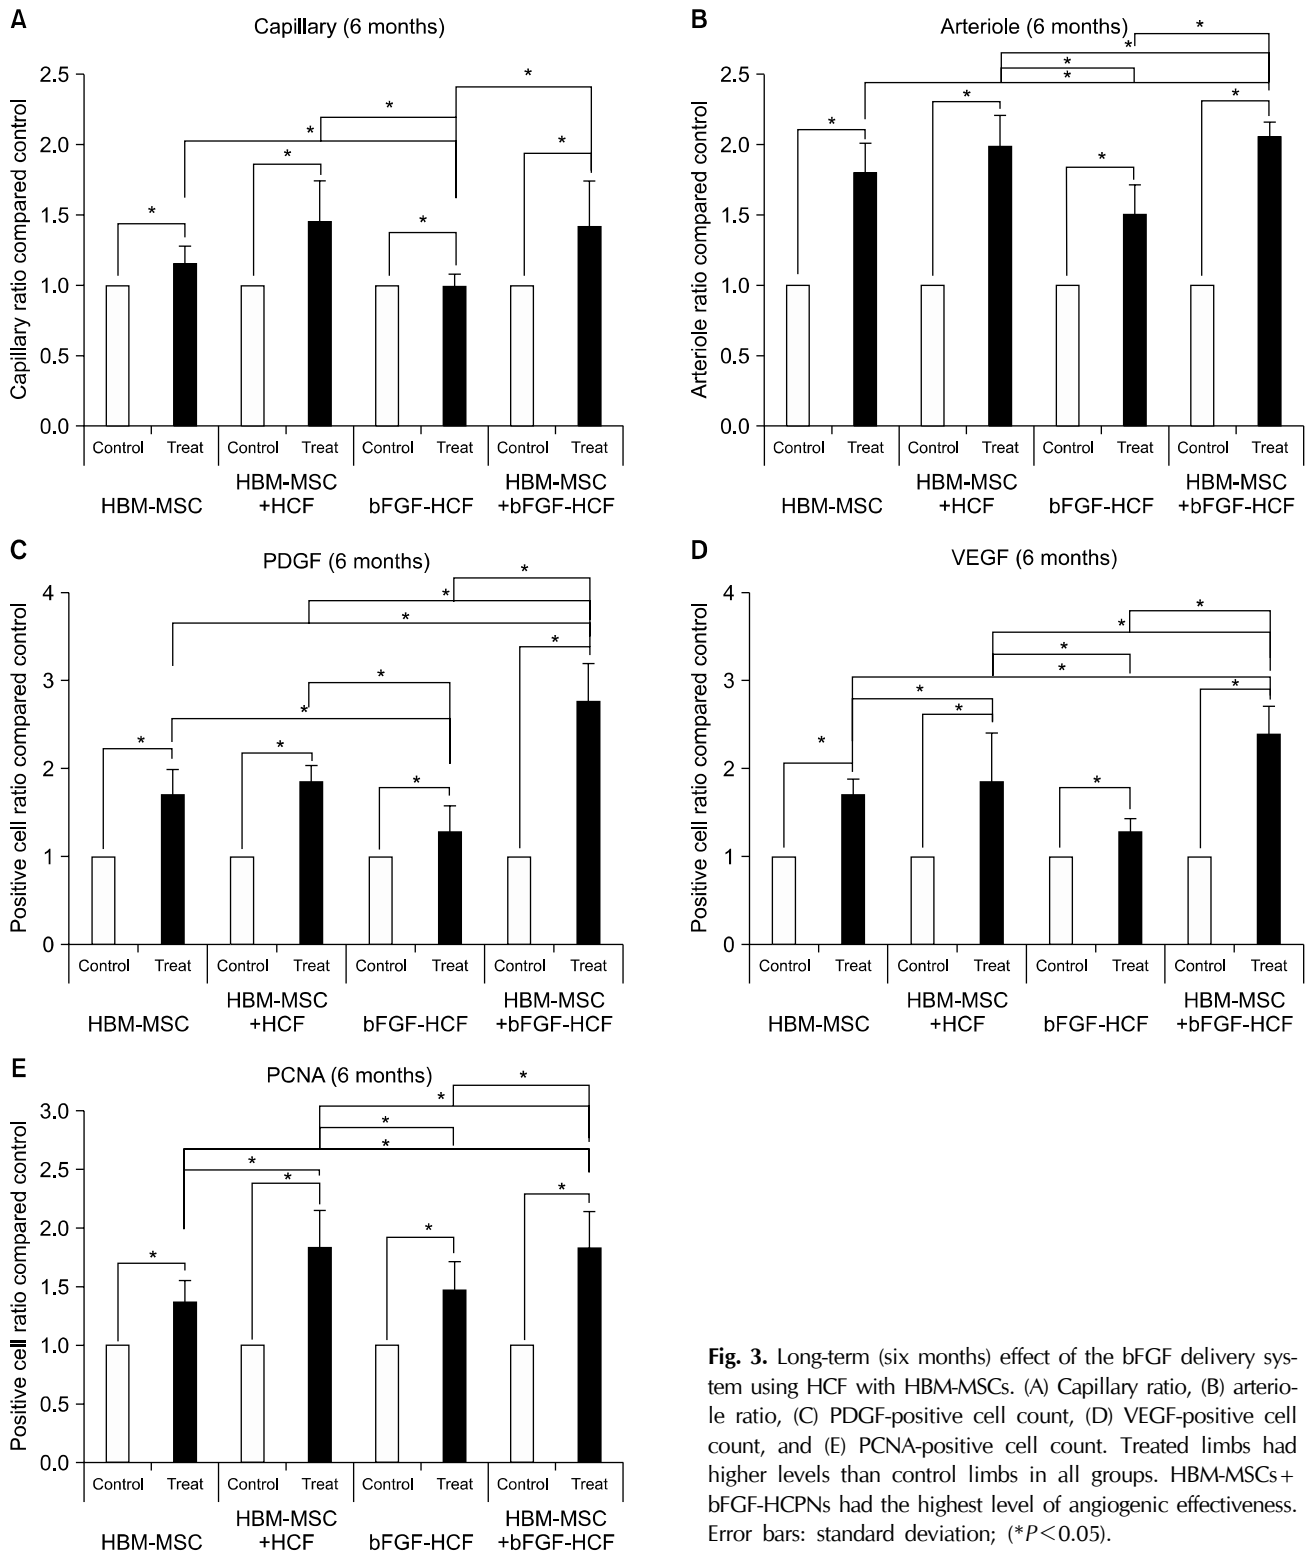 A
Capillary (6 months)
Capillary ratio compared control
2.5
2.0
1.5
1.0
0.5
0.0
* * * * * * *
Control Treat Control Treat Control Treat Control Treat
HBM-MSC HBM-MSC
+HCF bFGF-HCF HBM-MSC
+bFGF-HCF
B
Arteriole (6 months)
Arteriole ratio compared control
2.5
2.0
1.5
1.0
0.5
0.0
* * * * * * * *
Control Treat Control Treat Control Treat Control Treat
HBM-MSC HBM-MSC
+HCF bFGF-HCF HBM-MSC
+bFGF-HCF
C
PDGF (6 months)
Positive cell ratio compared control
4
3
2
1
0
* * * * * * * * *
Control Treat Control Treat Control Treat Control Treat
HBM-MSC HBM-MSC
+HCF bFGF-HCF HBM-MSC
+bFGF-HCF
D
VEGF (6 months)
Positive cell ratio compared control
4
3
2
1
0
* * * * * * * * *
Control Treat Control Treat Control Treat Control Treat
HBM-MSC HBM-MSC
+HCF bFGF-HCF HBM-MSC
+bFGF-HCF
E
PCNA (6 months)
Positive cell ratio compared control
3.0
2.5
2.0
1.5
1.0
0.5
0.0
* * * * * * * * *
Control Treat Control Treat Control Treat Control Treat
HBM-MSC HBM-MSC
+HCF bFGF-HCF HBM-MSC
+bFGF-HCF
Fig. 3. Long-term (six months) effect of the bFGF delivery sys-
tem using HCF with HBM-MSCs. (A) Capillary ratio, (B) arterio-
le ratio, (C) PDGF-positive cell count, (D) VEGF-positive cell
count, and (E) PCNA-positive cell count. Treated limbs had
higher levels than control limbs in all groups. HBM-MSCs+
bFGF-HCPNs had the highest level of angiogenic effectiveness.
Error bars: standard deviation; (*P<0.05).